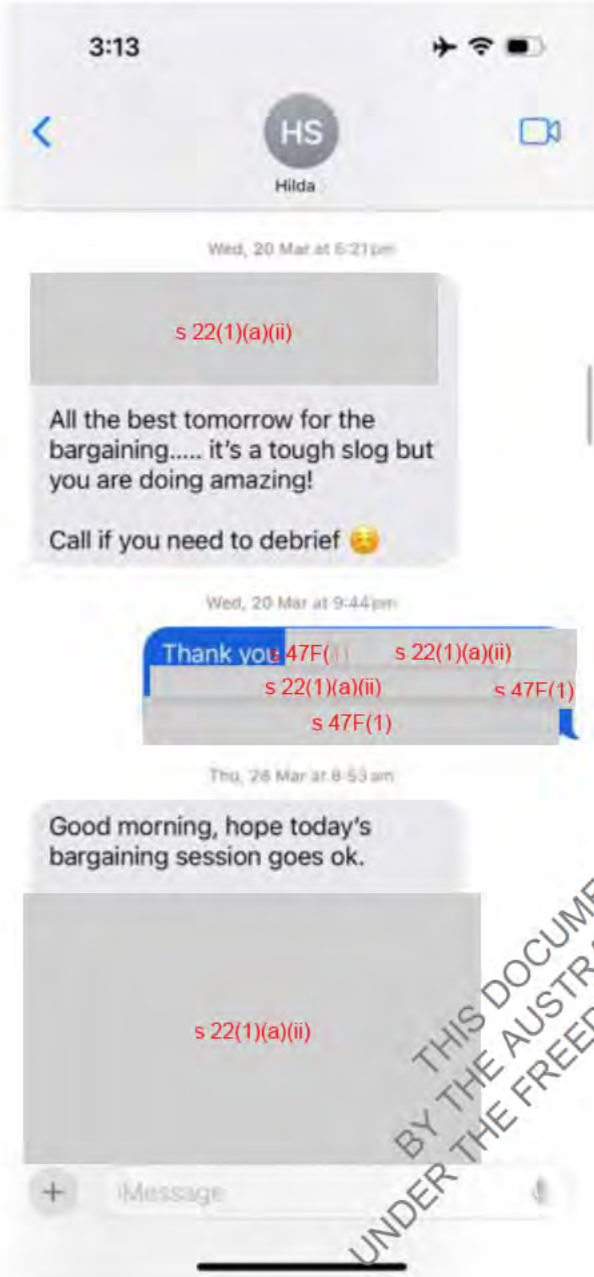 3:13
HS
Hilda
Wed, 20 Mar at 6:21 pm
s 22(1)(a)(ii)
All the best tomorrow for the
bargaining..... it's a tough slog but
you are doing amazing!
Call if you need to debrief ☺️
Wed, 20 Mar at 9:44 pm
Thank you s 47F( s 22(1)(a)(ii)
s 22(1)(a)(ii) s 47F(1)
s 47F(1)
Thu, 28 Mar at 8:53 am
Good morning, hope today's
bargaining session goes ok.
s 22(1)(a)(ii)
iMessage
THIS
BY THE
UNDER THE